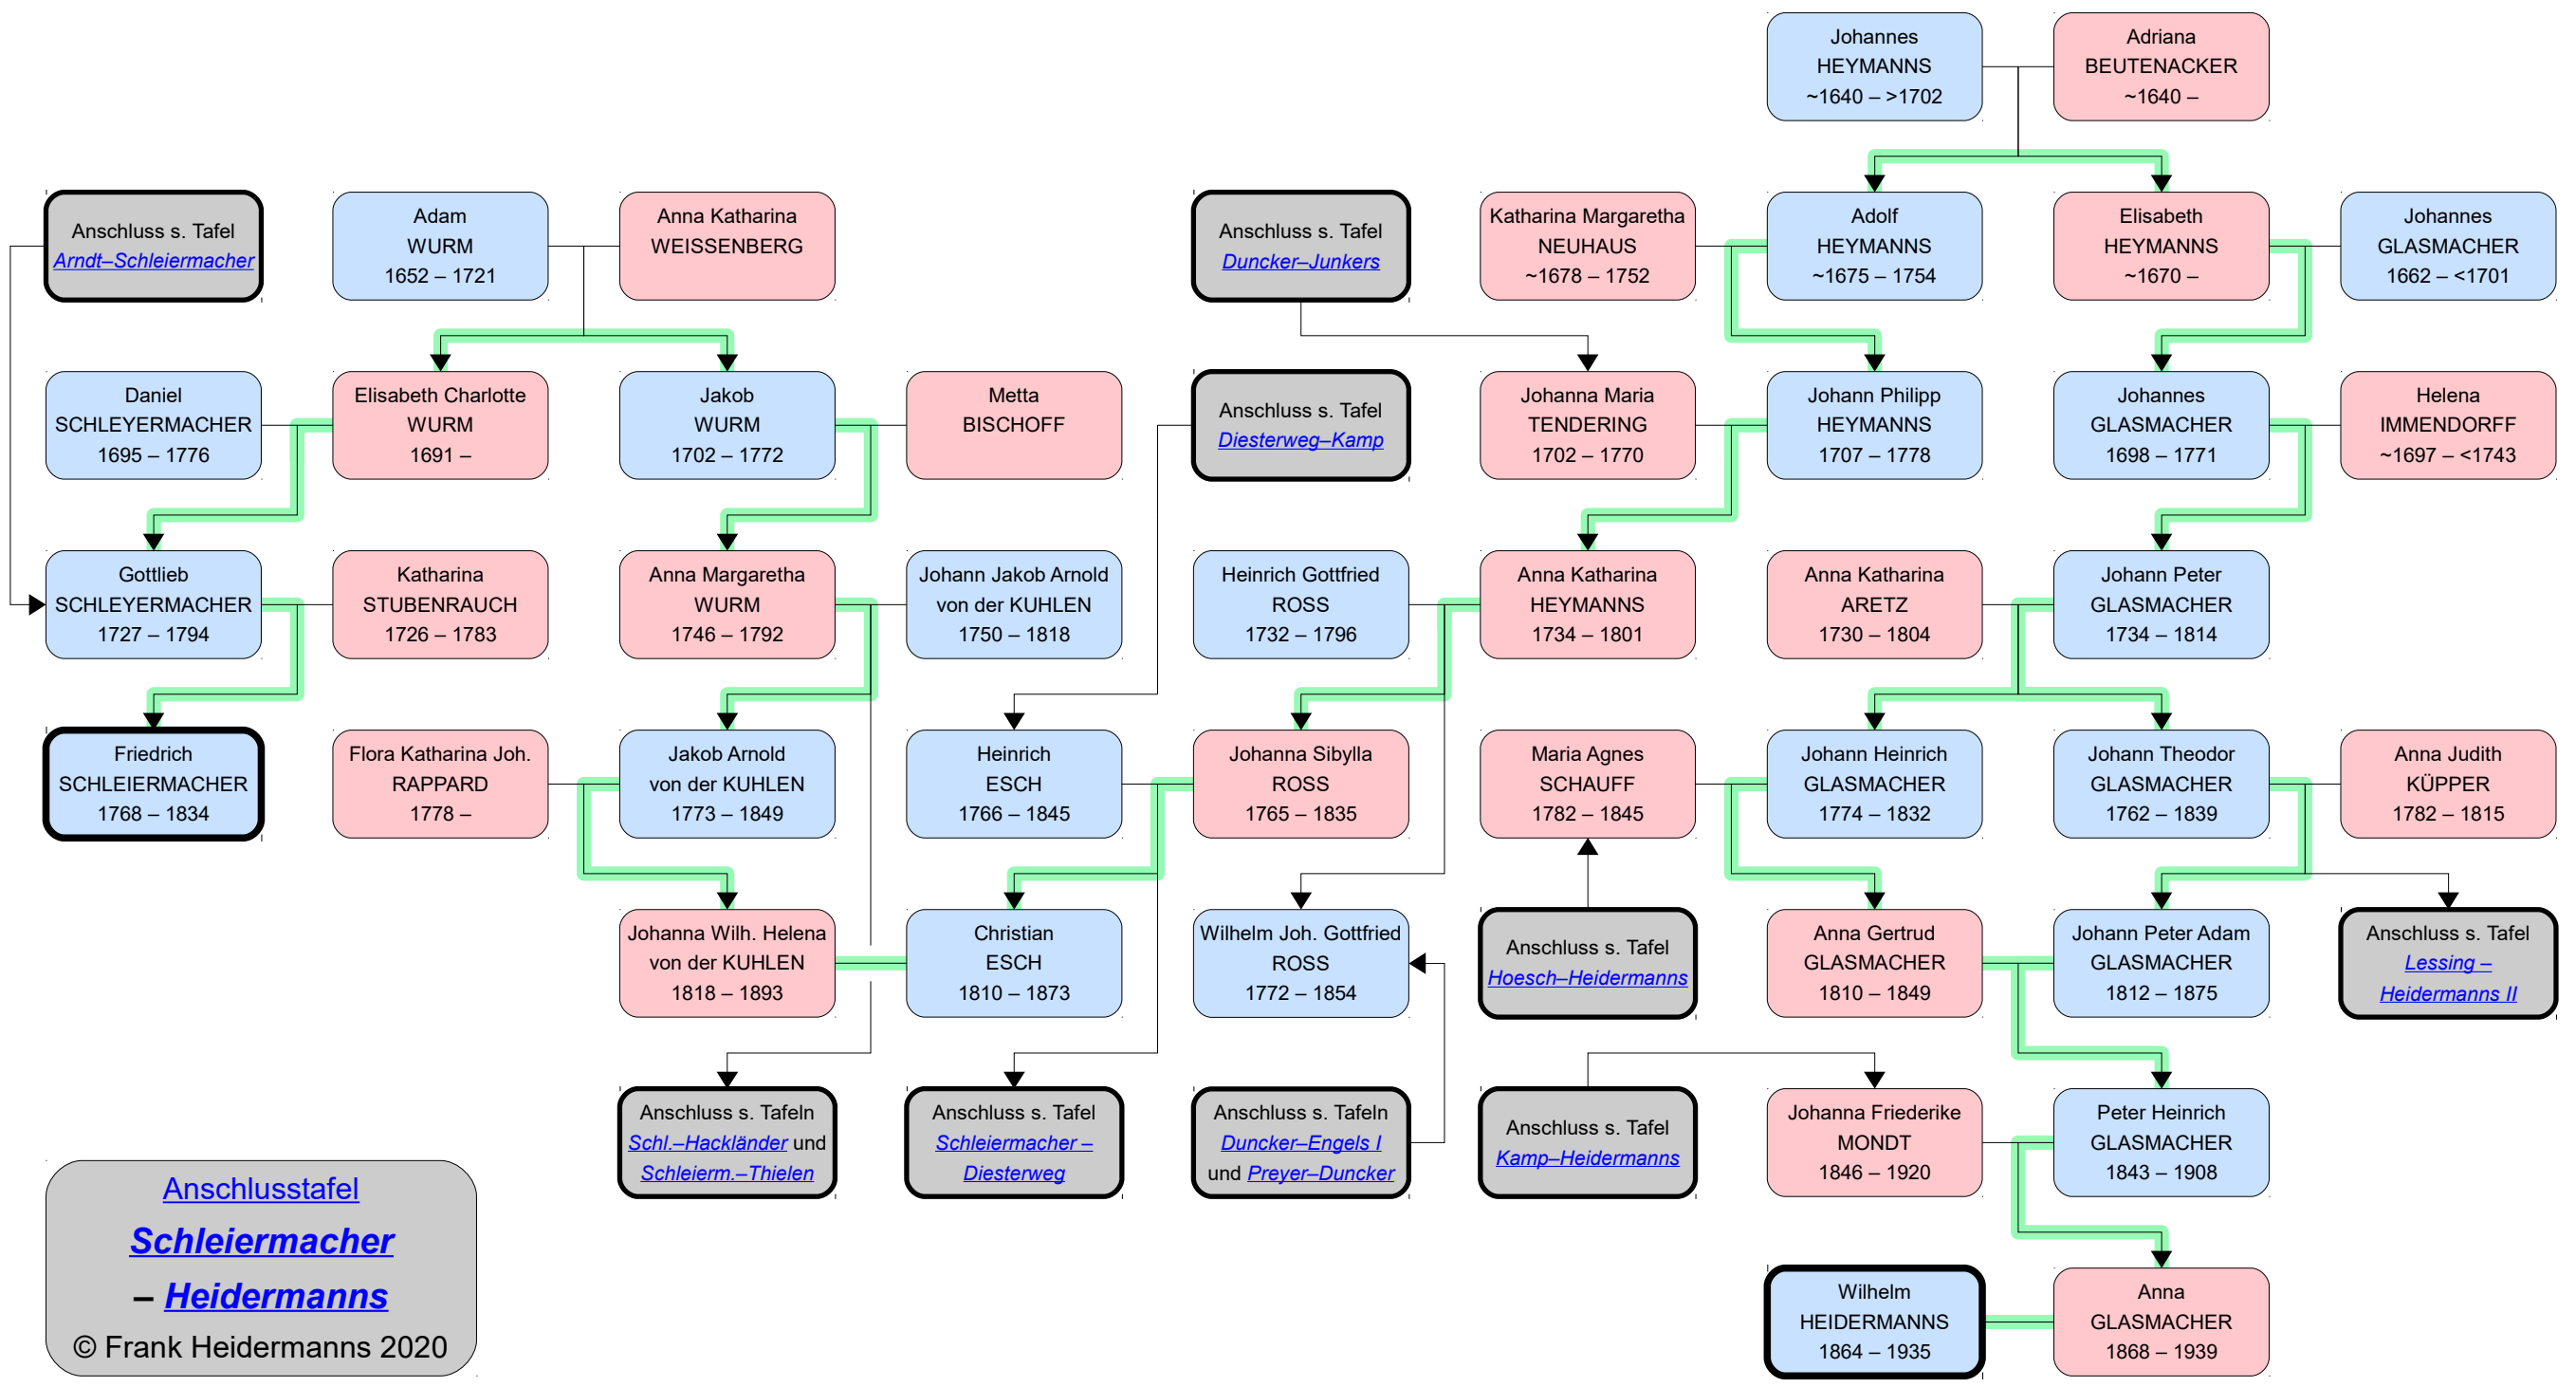 Johannes
HEYMANNS
~1640 – >1702
Adriana
BEUTENACKER
~1640 –
Anschluss s. Tafel
Arndt–Schleiermacher
Adam
WURM
1652 – 1721
Anna Katharina
WEISSENBERG
Anschluss s. Tafel
Duncker–Junkers
Katharina Margaretha
NEUHAUS
~1678 – 1752
Adolf
HEYMANNS
~1675 – 1754
Elisabeth
HEYMANNS
~1670 –
Johannes
GLASMACHER
1662 – <1701
Daniel
SCHLEYERMACHER
1695 – 1776
Elisabeth Charlotte
WURM
1691 –
Jakob
WURM
1702 – 1772
Metta
BISCHOFF
Anschluss s. Tafel
Diesterweg–Kamp
Johanna Maria
TENDERING
1702 – 1770
Johann Philipp
HEYMANNS
1707 – 1778
Johannes
GLASMACHER
1698 – 1771
Helena
IMMENDORFF
~1697 – <1743
Gottlieb
SCHLEYERMACHER
1727 – 1794
Katharina
STUBENRAUCH
1726 – 1783
Anna Margaretha
WURM
1746 – 1792
Johann Jakob Arnold
von der KUHLEN
1750 – 1818
Heinrich Gottfried
ROSS
1732 – 1796
Anna Katharina
HEYMANNS
1734 – 1801
Anna Katharina
ARETZ
1730 – 1804
Johann Peter
GLASMACHER
1734 – 1814
Friedrich
SCHLEIERMACHER
1768 – 1834
Flora Katharina Joh.
RAPPARD
1778 –
Jakob Arnold
von der KUHLEN
1773 – 1849
Heinrich
ESCH
1766 – 1845
Johanna Sibylla
ROSS
1765 – 1835
Maria Agnes
SCHAUFF
1782 – 1845
Johann Heinrich
GLASMACHER
1774 – 1832
Johann Theodor
GLASMACHER
1762 – 1839
Anna Judith
KÜPPER
1782 – 1815
Johanna Wilh. Helena
von der KUHLEN
1818 – 1893
Christian
ESCH
1810 – 1873
Wilhelm Joh. Gottfried
ROSS
1772 – 1854
Anschluss s. Tafel
Hoesch–Heidermanns
Anna Gertrud
GLASMACHER
1810 – 1849
Johann Peter Adam
GLASMACHER
1812 – 1875
Anschluss s. Tafel
Lessing –
Heidermanns II
Anschluss s. Tafeln
Schl.–Hackländer und
Schleierm.–Thielen
Anschluss s. Tafel
Schleiermacher –
Diesterweg
Anschluss s. Tafeln
Duncker–Engels I
und Preyer–Duncker
Anschluss s. Tafel
Kamp–Heidermanns
Johanna Friederike
MONDT
1846 – 1920
Peter Heinrich
GLASMACHER
1843 – 1908
Anschlusstafel
Schleiermacher
– Heidermanns
© Frank Heidermanns 2020
Wilhelm
HEIDERMANNS
1864 – 1935
Anna
GLASMACHER
1868 – 1939